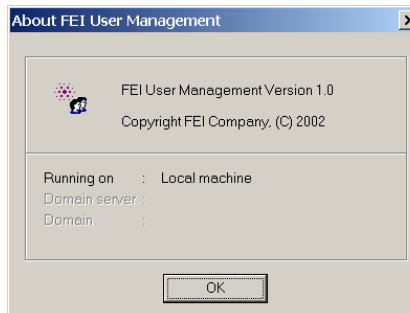 About FEI User Management
FEI User Management Version 1.0
Copyright FEI Company, (C) 2002
Running on : Local machine
Domain server :
Domain :
OK